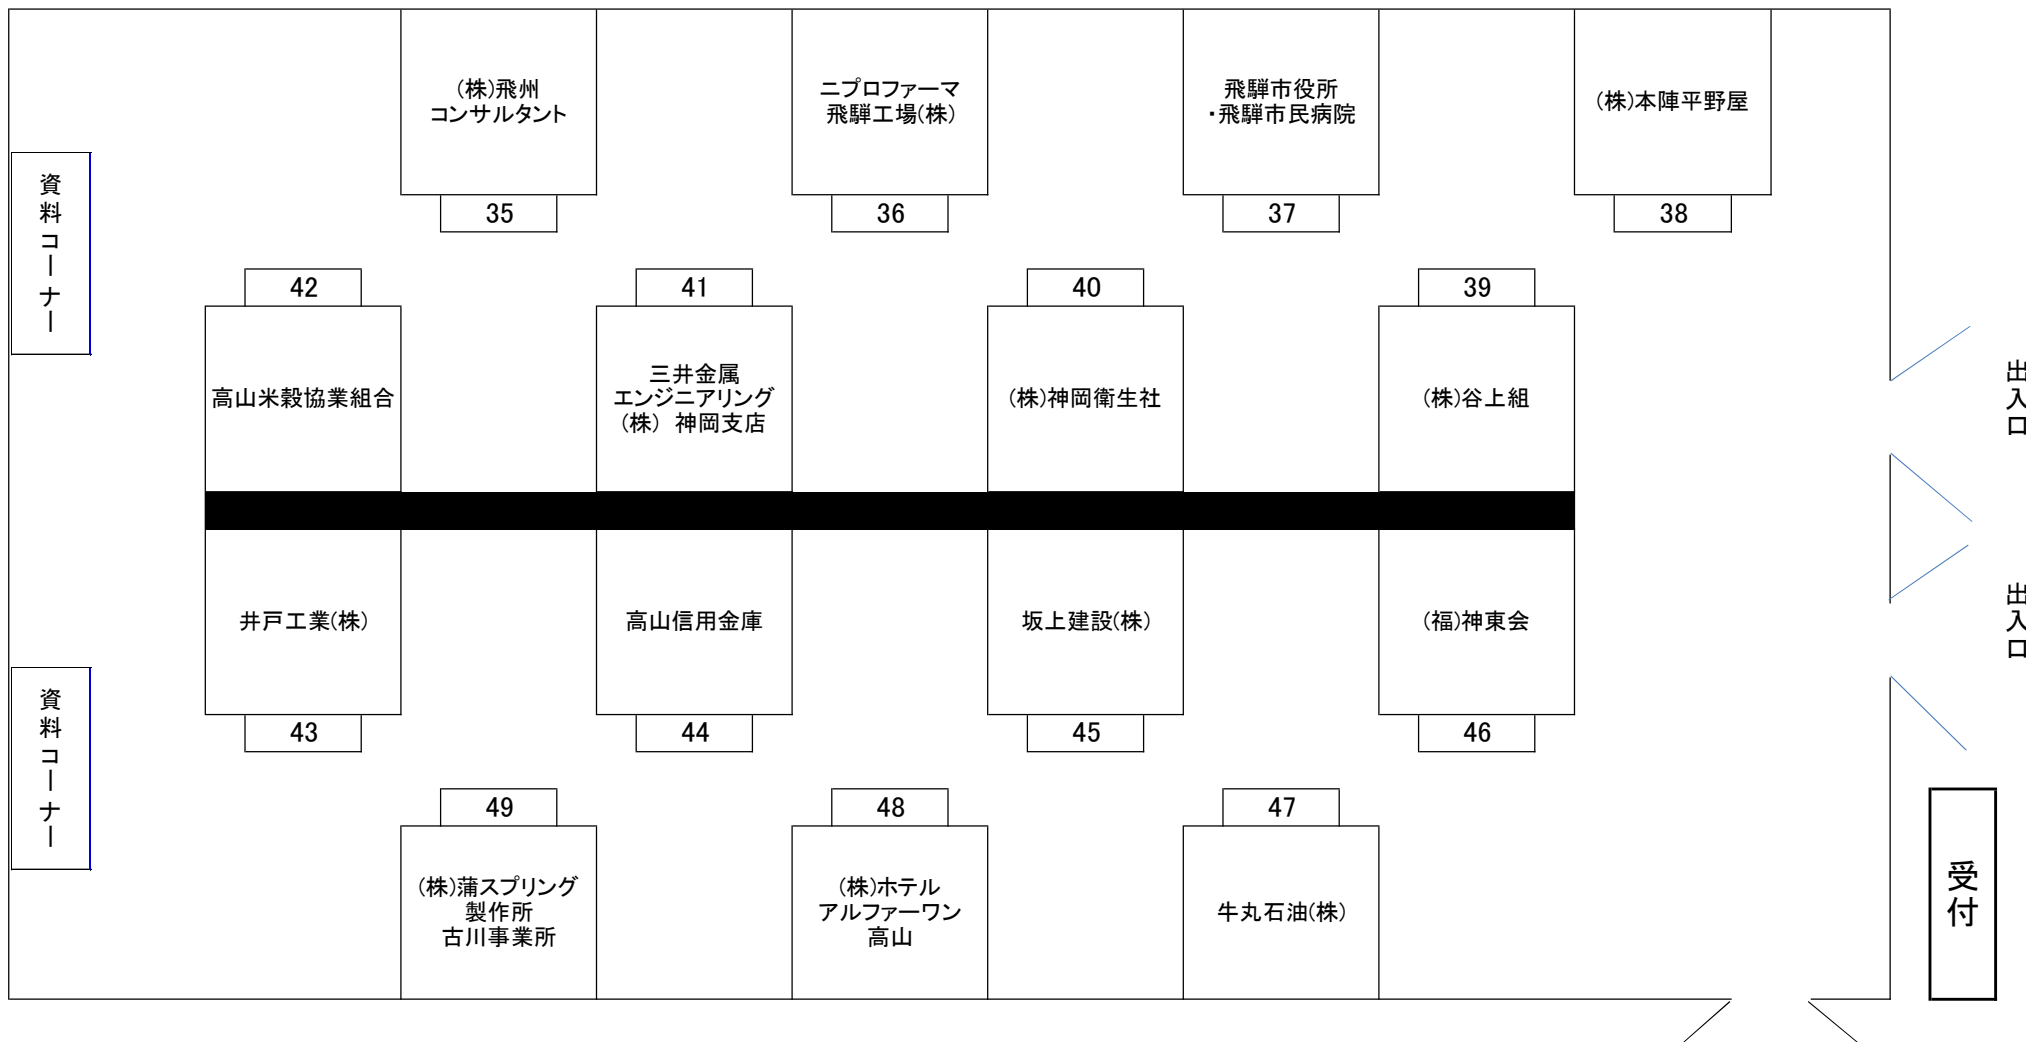 (株)飛州
コンサルタント
ニプロファーマ
飛騨工場(株)
飛騨市役所
・飛騨市民病院
(株)本陣平野屋
35
36
37
38
資料コーナー
42
41
40
39
高山米穀協業組合
三井金属
エンジニアリング
(株) 神岡支店
(株)神岡衛生社
(株)谷上組
出入口
井戸工業(株)
高山信用金庫
坂上建設(株)
(福)神東会
出入口
資料コーナー
43
44
45
46
49
48
47
(株)蒲スプリング
製作所
古川事業所
(株)ホテル
アルファーワン
高山
牛丸石油(株)
受付